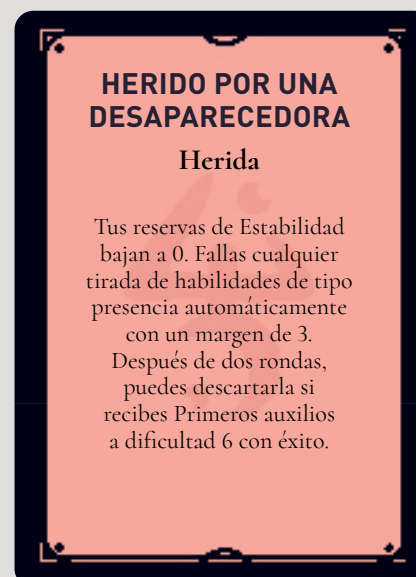 HERIDO POR UNA
DESAPARECEDORA
Herida
Tus reservas de Estabilidad
bajan a 0. Fallas cualquier
tirada de habilidades de tipo
presencia automáticamente
con un margen de 3.
Después de dos rondas,
puedes descartarla si
recibes Primeros auxilios
a dificultad 6 con éxito.